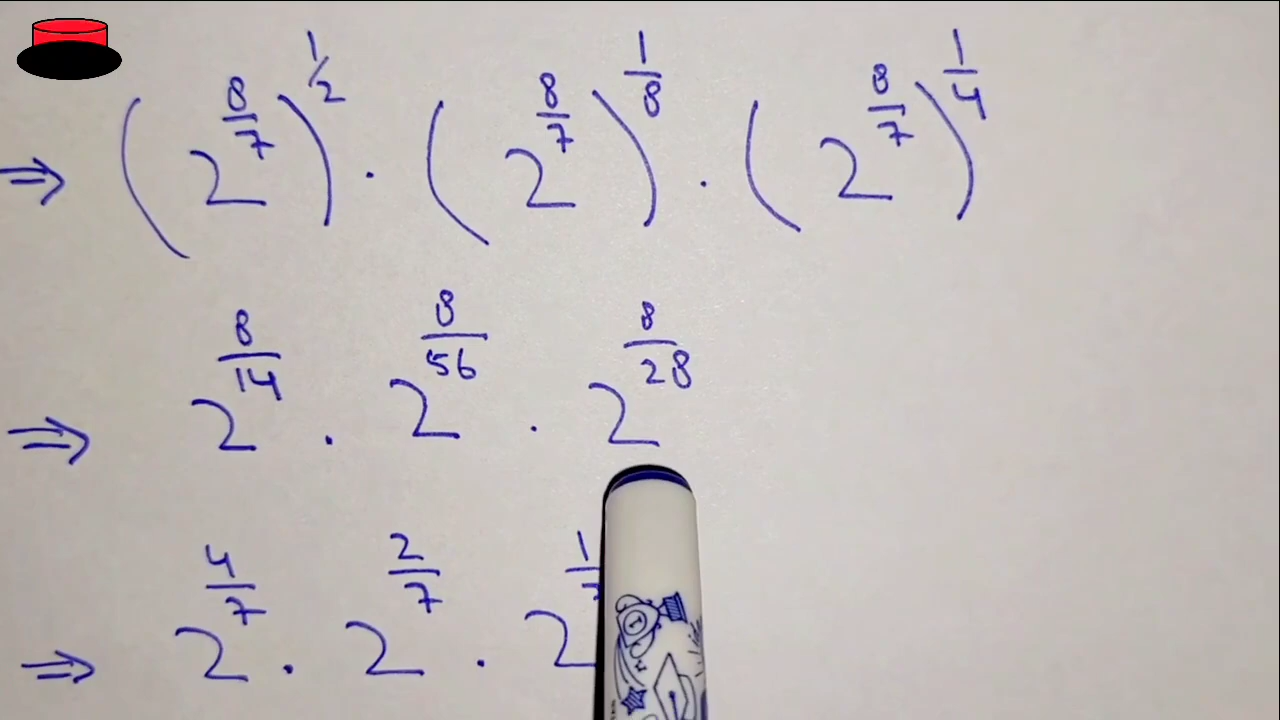 ⇒ (2^(8/7))^(1/2) · (2^(8/7))^(1/8) · (2^(8/7))^(1/4)
⇒ 2^(8/14) · 2^(8/56) · 2^(8/28)
⇒ 2^(4/7) · 2^(2/7) · 2